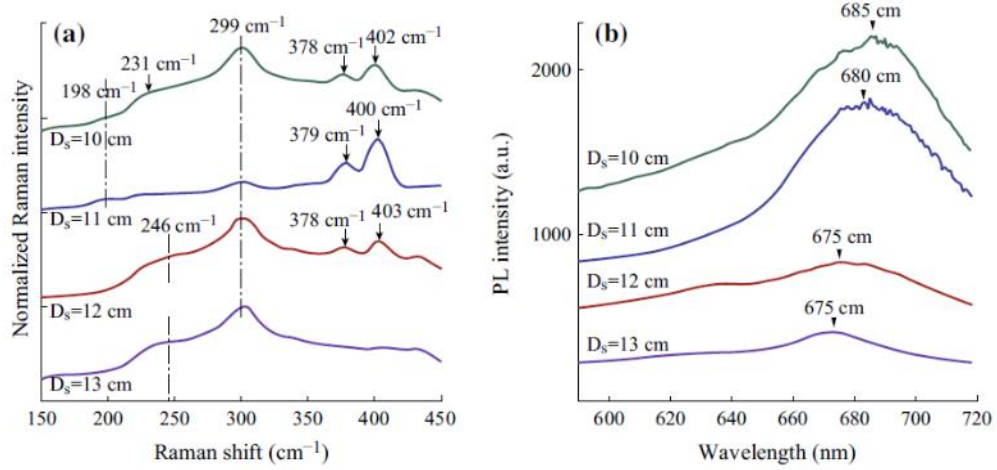 (a)
299 cm⁻¹
378 cm⁻¹ 402 cm⁻¹
231 cm⁻¹
198 cm⁻¹
400 cm⁻¹
Dₛ=10 cm
379 cm⁻¹
Dₛ=11 cm
246 cm⁻¹
378 cm⁻¹ 403 cm⁻¹
Dₛ=12 cm
Dₛ=13 cm
Normalized Raman intensity
150 200 250 300 350 400 450
Raman shift (cm⁻¹)
(b)
685 cm
2000
680 cm
Dₛ=10 cm
Dₛ=11 cm
1000
675 cm
Dₛ=12 cm
675 cm
Dₛ=13 cm
PL intensity (a.u.)
600 620 640 660 680 700 720
Wavelength (nm)